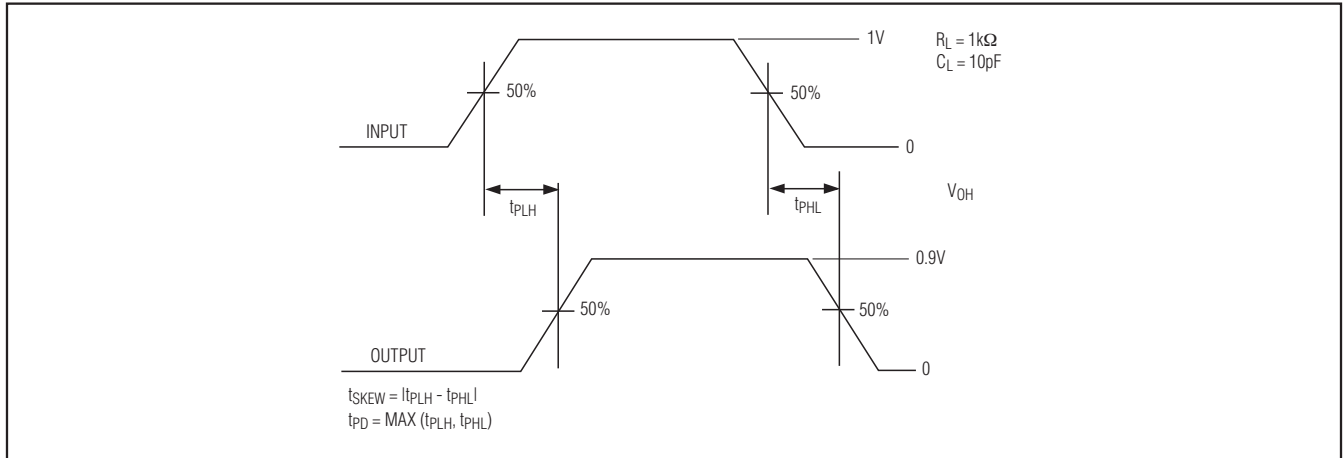 1V
R_L = 1kΩ
C_L = 10pF
50%
50%
INPUT
0
t_PLH
t_PHL
V_OH
0.9V
50%
50%
OUTPUT
0
t_SKEW = |t_PLH - t_PHL|
t_PD = MAX (t_PLH, t_PHL)